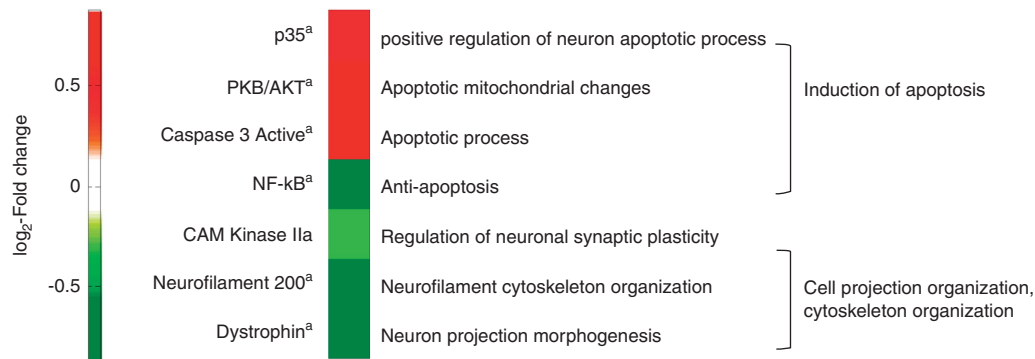 log2-Fold change
0.5
0
-0.5
p35a positive regulation of neuron apoptotic process
PKB/AKTa Apoptotic mitochondrial changes
Caspase 3 Activea Apoptotic process
NF-kBa Anti-apoptosis
CAM Kinase IIa Regulation of neuronal synaptic plasticity
Neurofilament 200a Neurofilament cytoskeleton organization
Dystrophina Neuron projection morphogenesis
Induction of apoptosis
Cell projection organization,
cytoskeleton organization